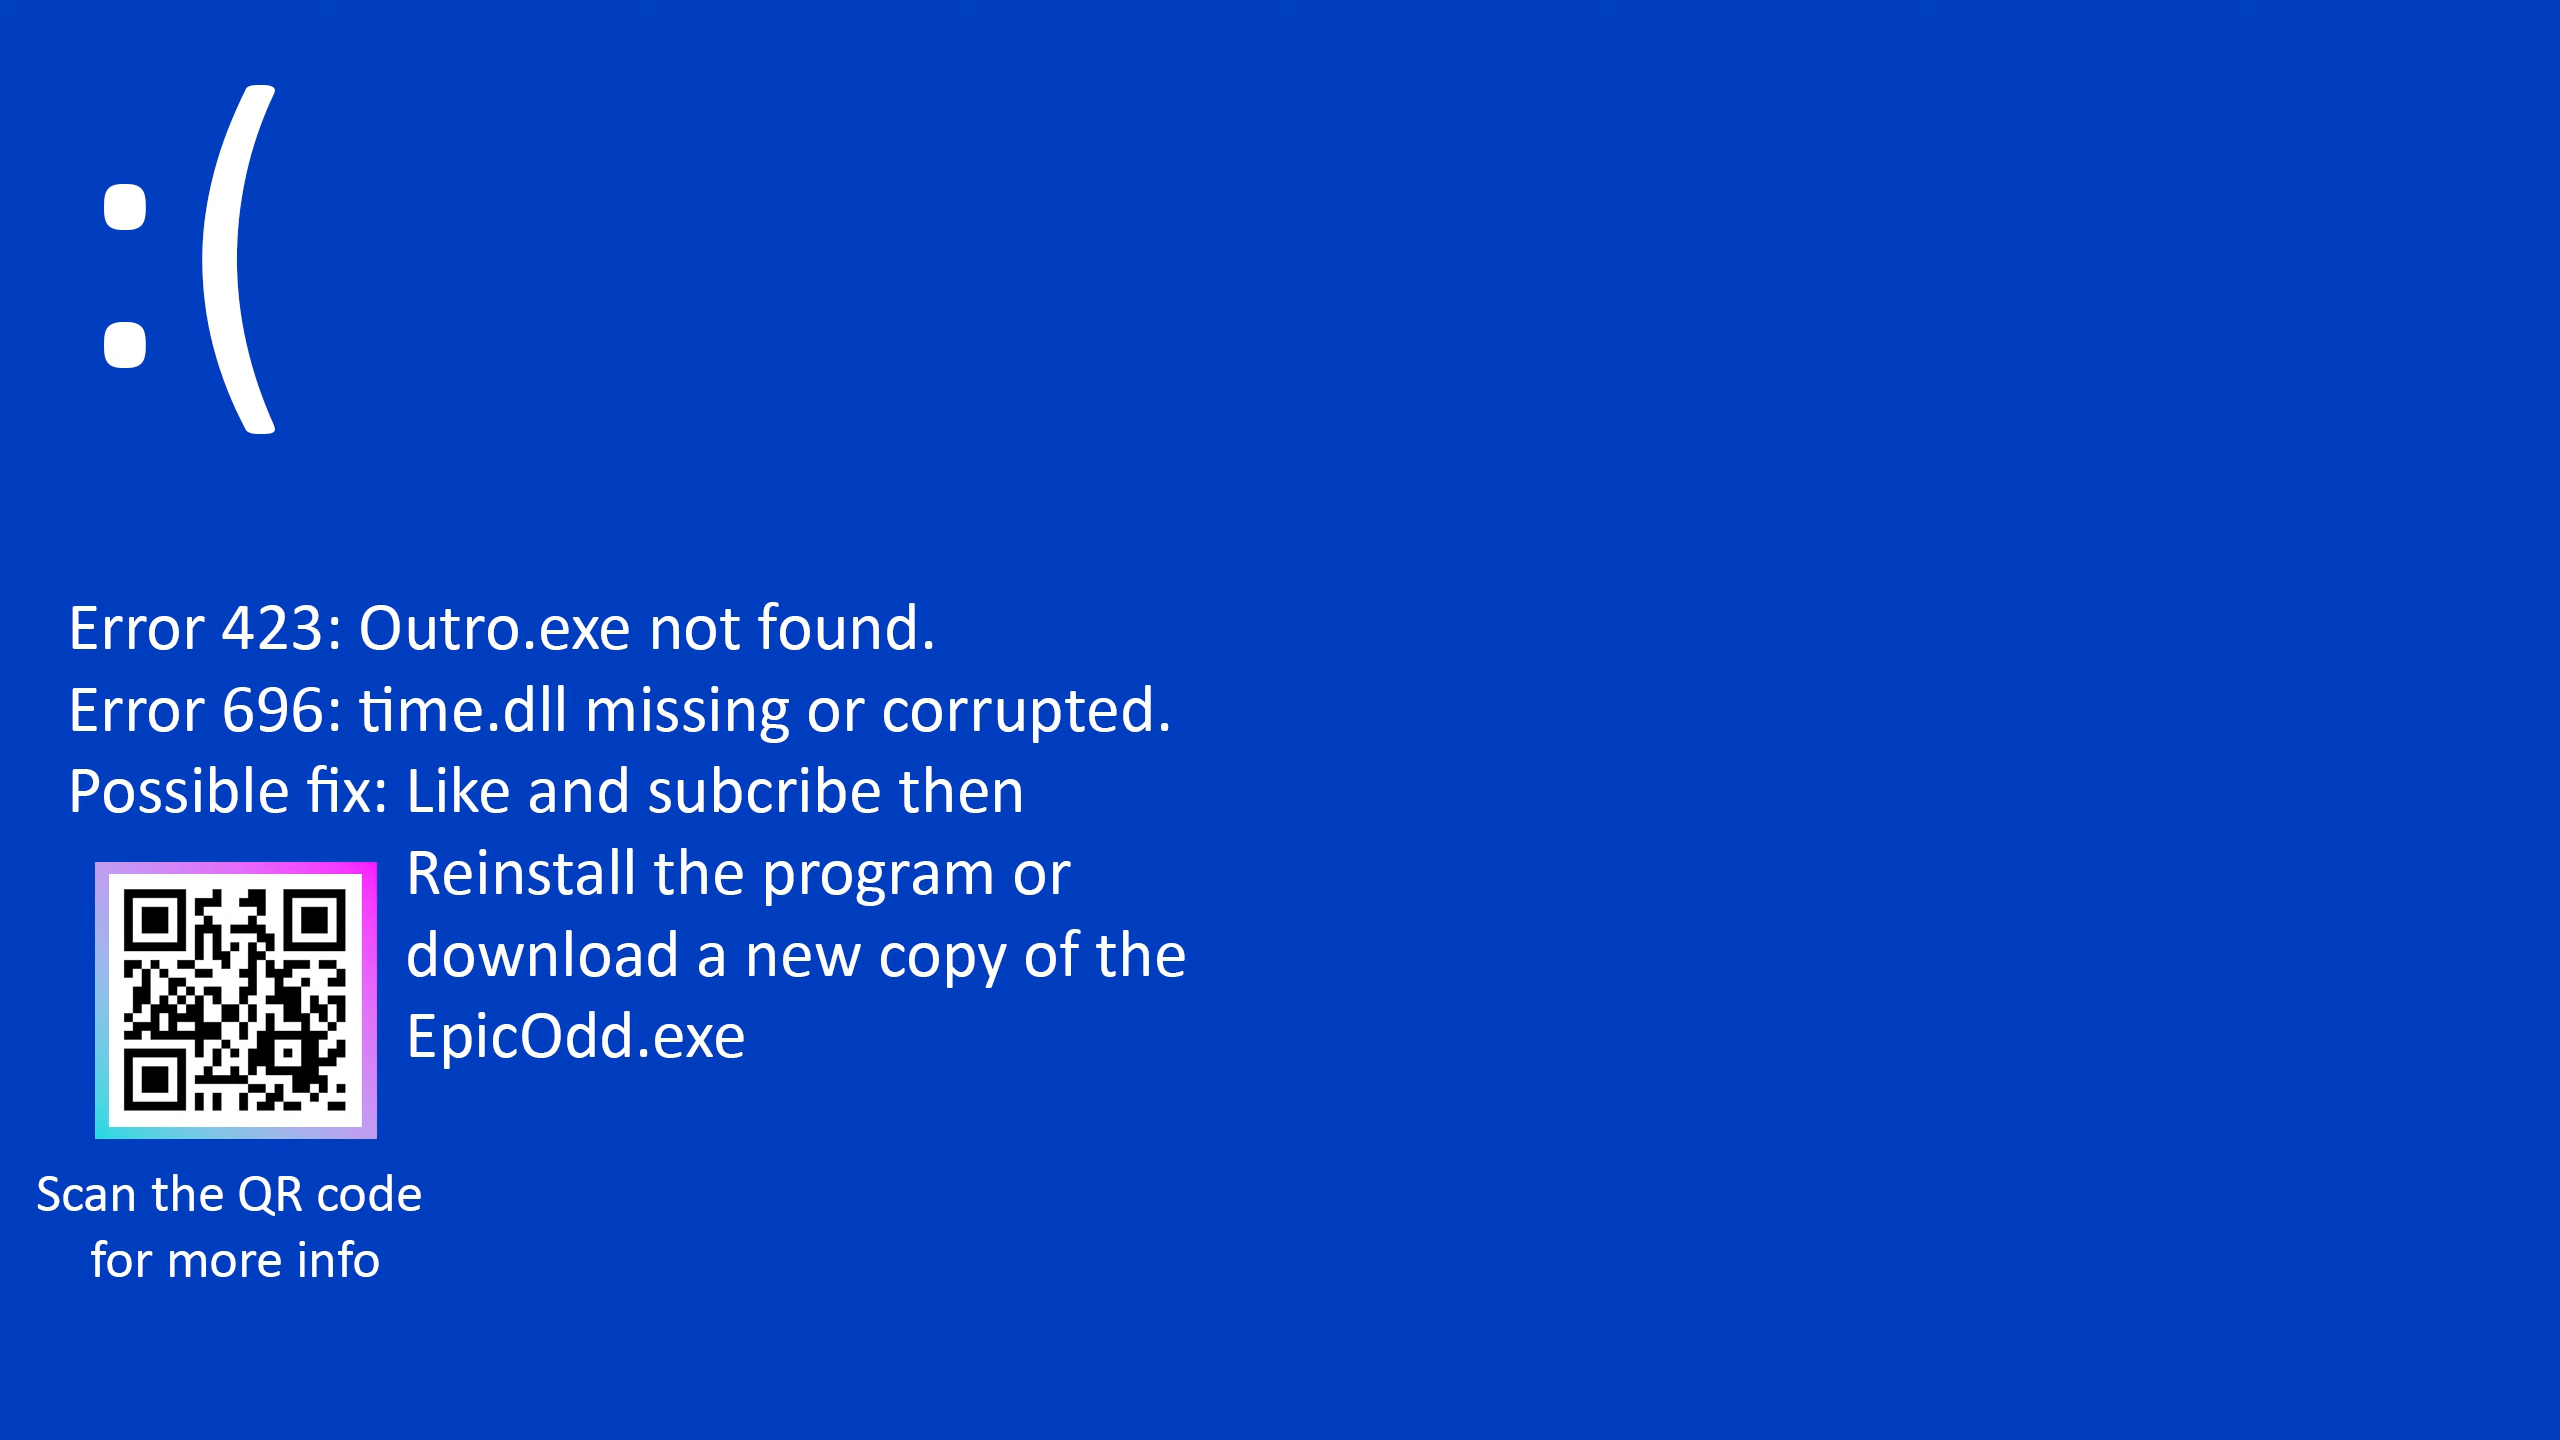 :(
Error 423: Outro.exe not found.
Error 696: time.dll missing or corrupted.
Possible fix: Like and subcribe then
Reinstall the program or
download a new copy of the
EpicOdd.exe
Scan the QR code
for more info